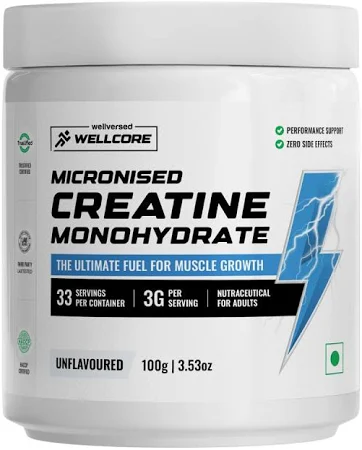 wellversed
WELLCORE
PERFORMANCE SUPPORT
ZERO SIDE EFFECTS
Trustified
MICRONISED
CREATINE
MONOHYDRATE
THE ULTIMATE FUEL FOR MUSCLE GROWTH
33 SERVINGS PER CONTAINER
3G PER SERVING
NUTRACEUTICAL FOR ADULTS
UNFLAVOURED
100g | 3.53oz